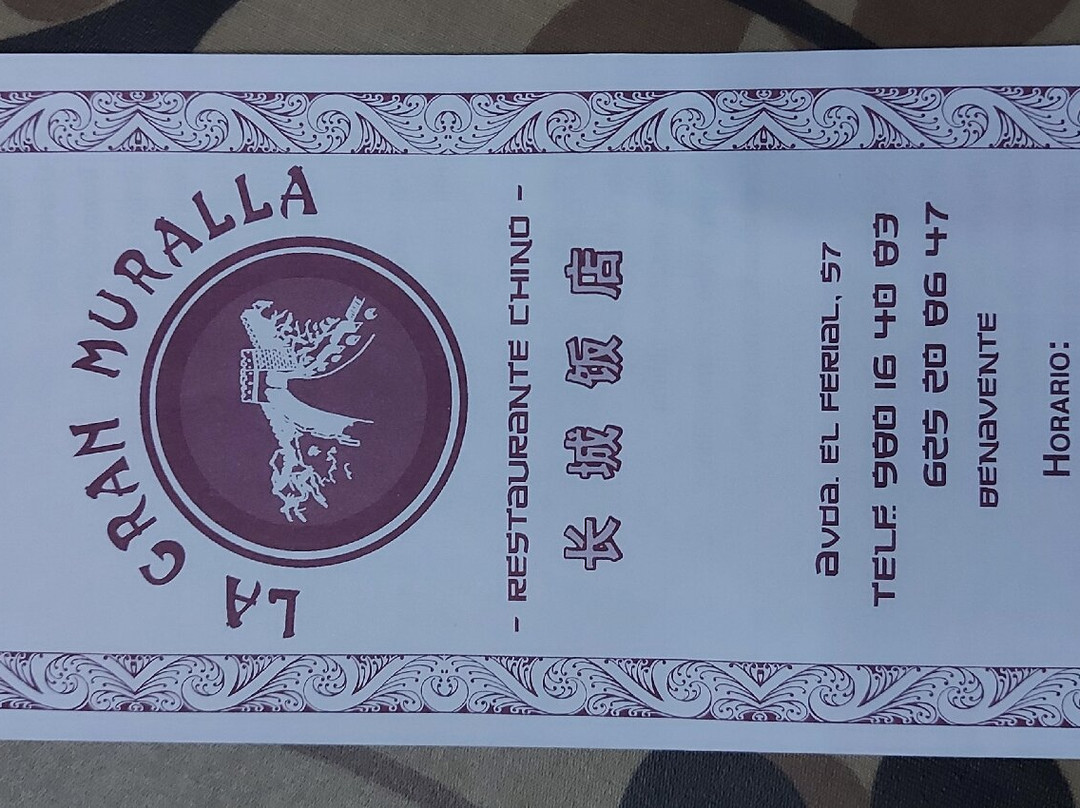 LA GRAN MURALLA
- RESTAURANTE CHINO -
长城饭店
AVDA. EL FERIAL, 57
TELF. 980 16 40 83
625 20 86 47
BENAVENTE
HORARIO: